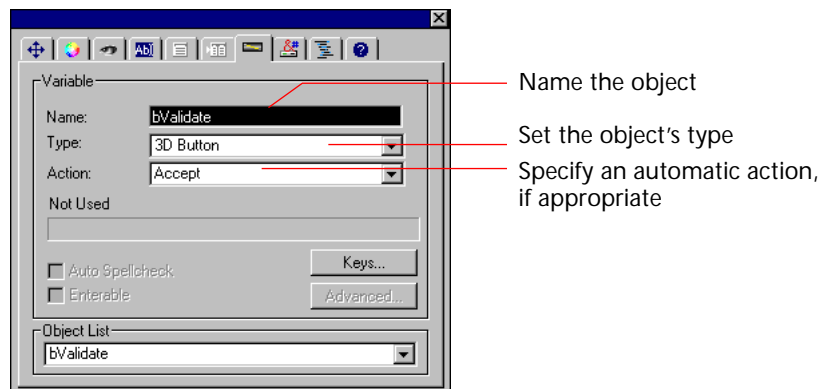 Variable
Name: bValidate
Type: 3D Button
Action: Accept
Not Used
Auto Spellcheck
Enterable
Keys...
Advanced...
Object List
bValidate
Name the object
Set the object's type
Specify an automatic action,
if appropriate